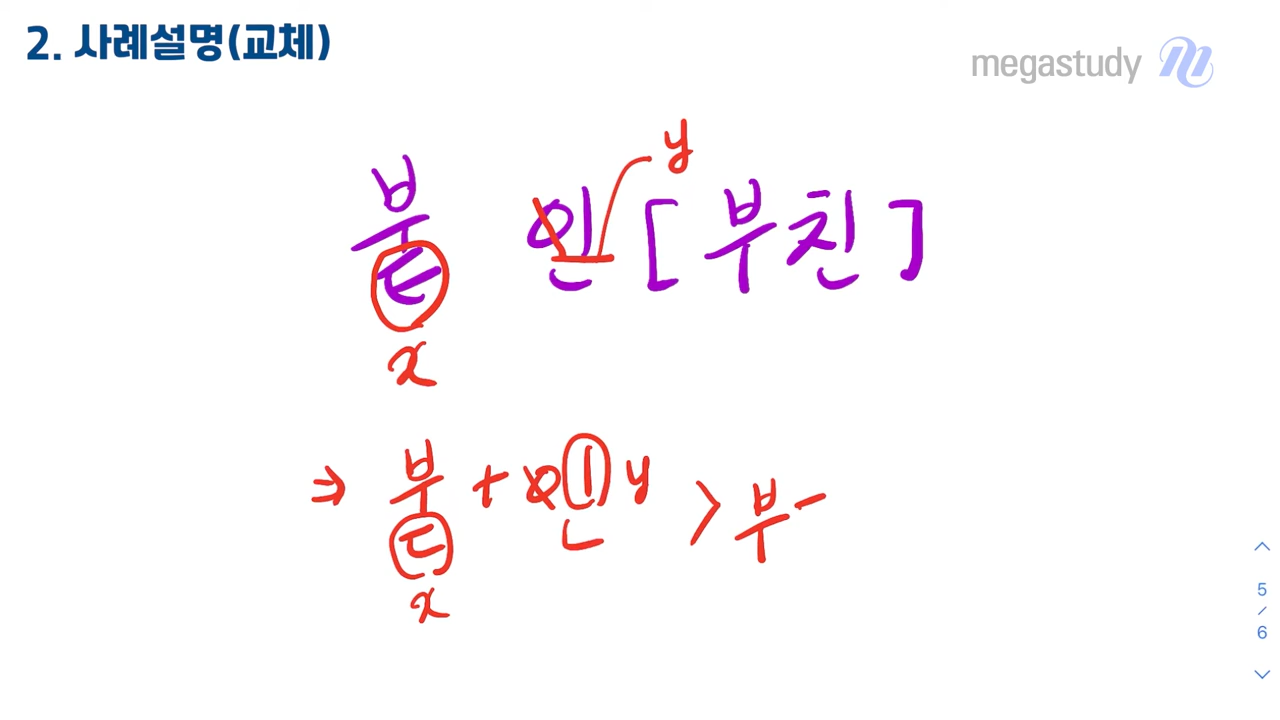 2. 사례설명(교체)
megastudy
y
붙 인 [부친]
x
⇒ 붙 + 인 y > 부
x
5
/
6